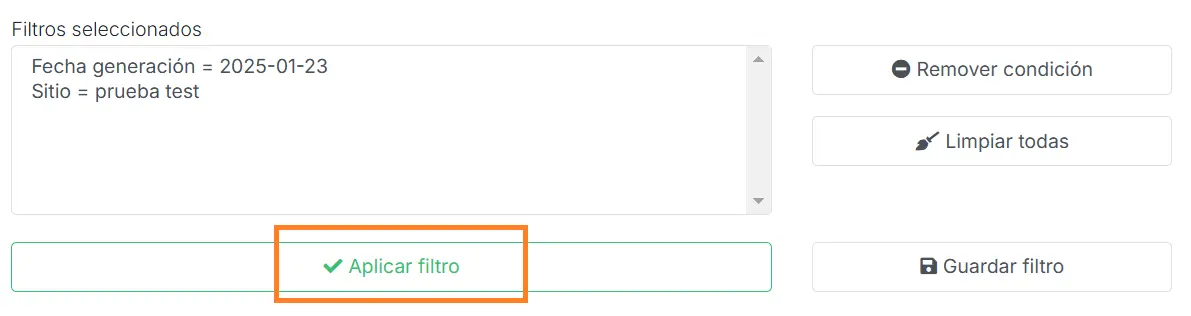 Filtros seleccionados
Fecha generación = 2025-01-23
Sitio = prueba test
Remover condición
Limpiar todas
Aplicar filtro
Guardar filtro